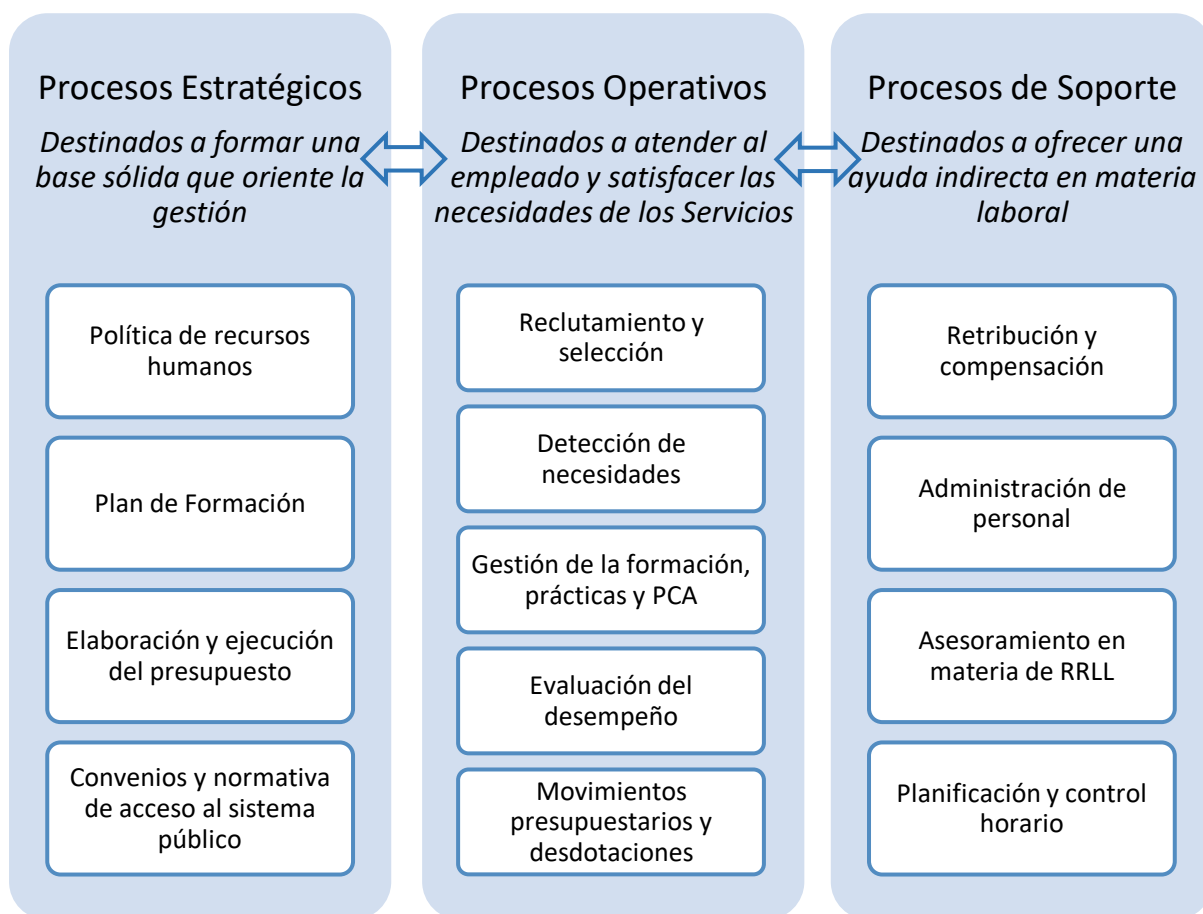 Procesos Estratégicos
Destinados a formar una
base sólida que oriente la
gestión
Política de recursos
humanos
Plan de Formación
Elaboración y ejecución
del presupuesto
Convenios y normativa
de acceso al sistema
público
Procesos Operativos
Destinados a atender al
empleado y satisfacer las
necesidades de los Servicios
Reclutamiento y
selección
Detección de
necesidades
Gestión de la formación,
prácticas y PCA
Evaluación del
desempeño
Movimientos
presupuestarios y
desdotaciones
Procesos de Soporte
Destinados a ofrecer una
ayuda indirecta en materia
laboral
Retribución y
compensación
Administración de
personal
Asesoramiento en
materia de RRLL
Planificación y control
horario